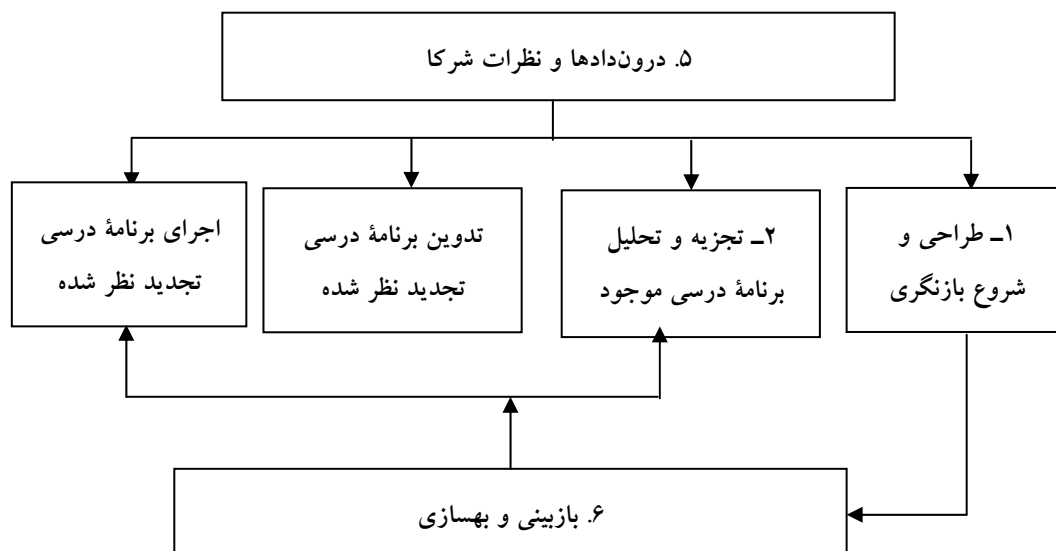 ۵. درون‌دادها و نظرات شرکا
۱ـ طراحی و
شروع بازنگری
۲ـ تجزیه و تحلیل
برنامهٔ درسی موجود
تدوین برنامهٔ درسی
تجدید نظر شده
اجرای برنامهٔ درسی
تجدید نظر شده
۶. بازبینی و بهسازی